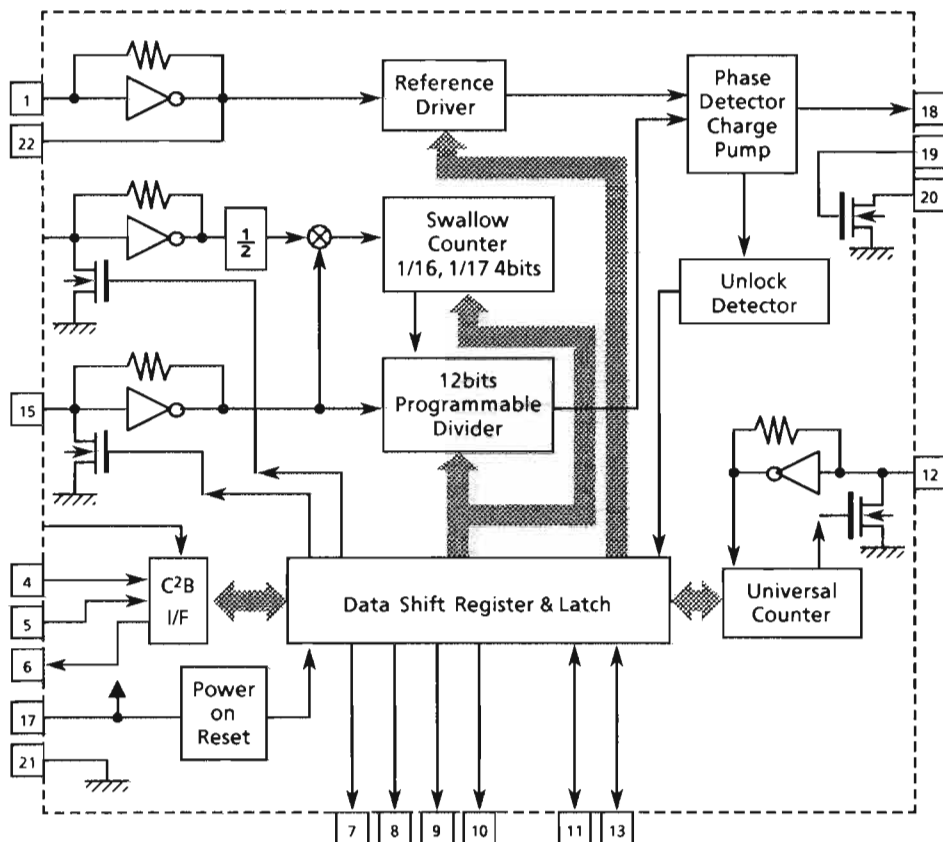 1
22
15
4
5
6
17
21
Reference
Driver
Phase
Detector
Charge
Pump
18
19
20
1/2
Swallow
Counter
1/16, 1/17 4bits
Unlock
Detector
12bits
Programmable
Divider
12
C²B
I/F
Data Shift Register & Latch
Universal
Counter
Power
on
Reset
7
8
9
10
11
13